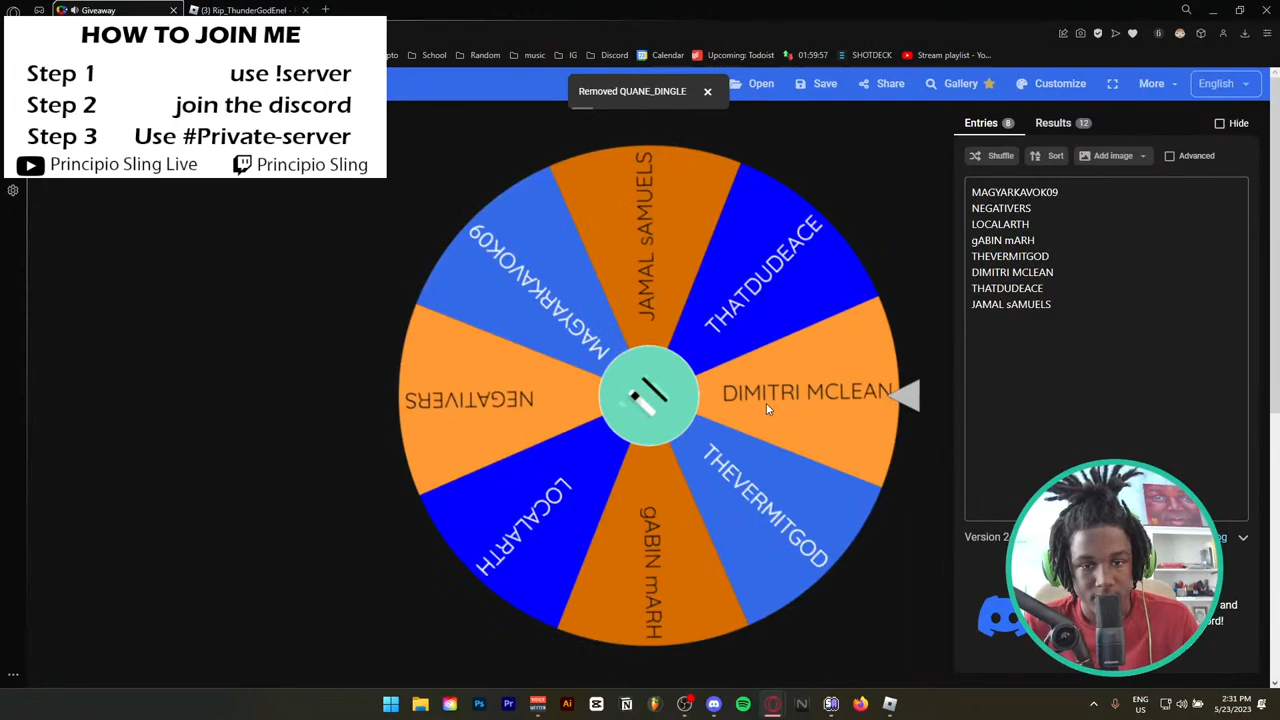 Giveaway
(3) Rip_ThunderGodEnel -
HOW TO JOIN ME
Step 1 use !server
Step 2 join the discord
Step 3 Use #Private-server
Principio Sling Live Principio Sling
School Random music IG Discord Calendar Upcoming: Todoist 01:59:57 SHOTDECK Stream playlist - Yo...
Removed QUANE_DINGLE
Open Save Share Gallery Customize More English
Entries 8 Results 12 Hide
Shuffle Sort Add image Advanced
MAGYARKAVOK09
NEGATIVERS
LOCALARTH
gABIN mARH
THEVERMITGOD
DIMITRI MCLEAN
THATDUDEACE
JAMAL sAMUELS
JAMAL sAMUELS
THATDUDEACE
DIMITRI MCLEAN
THEVERMITGOD
gABIN mARH
LOCALARTH
NEGATIVERS
MAGYARKAVOK09
Version 2
and
ENG
US
2:31 PM
5/23/2023